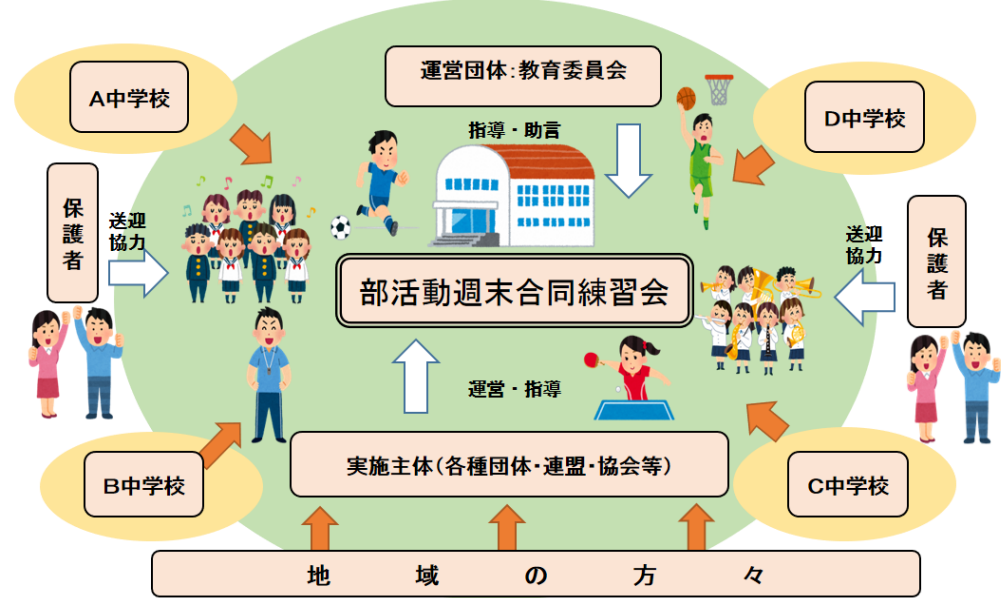 運営団体：教育委員会
A中学校
D中学校
指導・助言
保護者
送迎
協力
送迎
協力
保護者
部活動週末合同練習会
運営・指導
実施主体（各種団体・連盟・協会等）
B中学校
C中学校
地域の方々